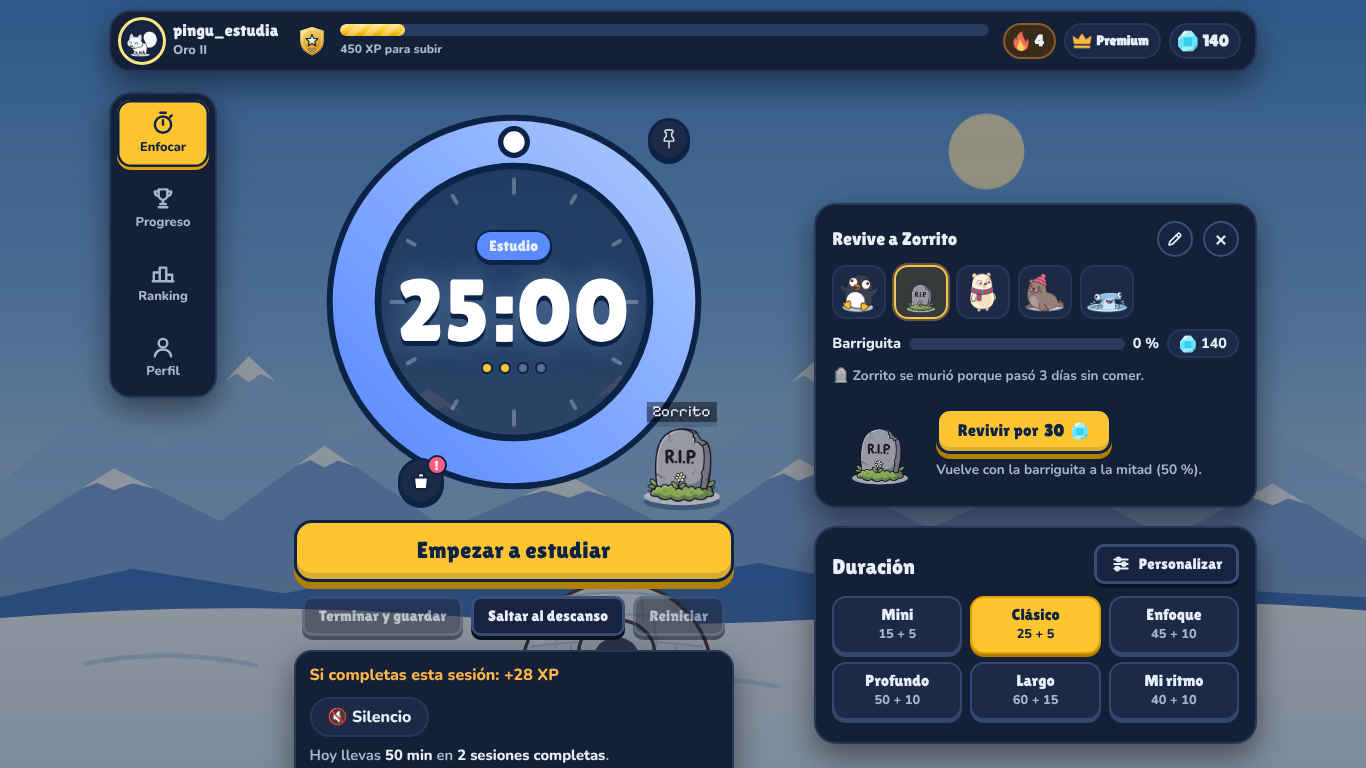 pingu_estudia
Oro II
450 XP para subir
4
Premium
140
Enfocar
Progreso
Ranking
Perfil
Estudio
25:00
Zorrito
R.I.P.
!
Empezar a estudiar
Terminar y guardar
Saltar al descanso
Reiniciar
Si completas esta sesión: +28 XP
Silencio
Hoy llevas 50 min en 2 sesiones completas.
Revive a Zorrito
R.I.P.
Barriguita
0 %
140
Zorrito se murió porque pasó 3 días sin comer.
R.I.P.
Revivir por 30
Vuelve con la barriguita a la mitad (50 %).
Duración
Personalizar
Mini
15 + 5
Clásico
25 + 5
Enfoque
45 + 10
Profundo
50 + 10
Largo
60 + 15
Mi ritmo
40 + 10